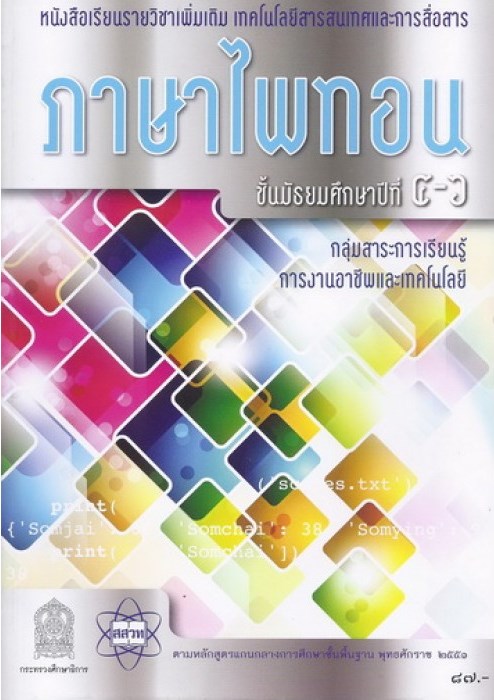 หนังสือเรียนรายวิชาเพิ่มเติม เทคโนโลยีสารสนเทศและการสื่อสาร
ภาษาไพทอน
ชั้นมัธยมศึกษาปีที่ ๔-๖
กลุ่มสาระการเรียนรู้
การงานอาชีพและเทคโนโลยี
('scores.txt')
print(
{'Somjai' 'Somchai': 38, 'Somying':
print( 'Somchai'])
38
สสวท
กระทรวงศึกษาธิการ
ตามหลักสูตรแกนกลางการศึกษาขั้นพื้นฐาน พุทธศักราช ๒๕๕๑
๘๗.-